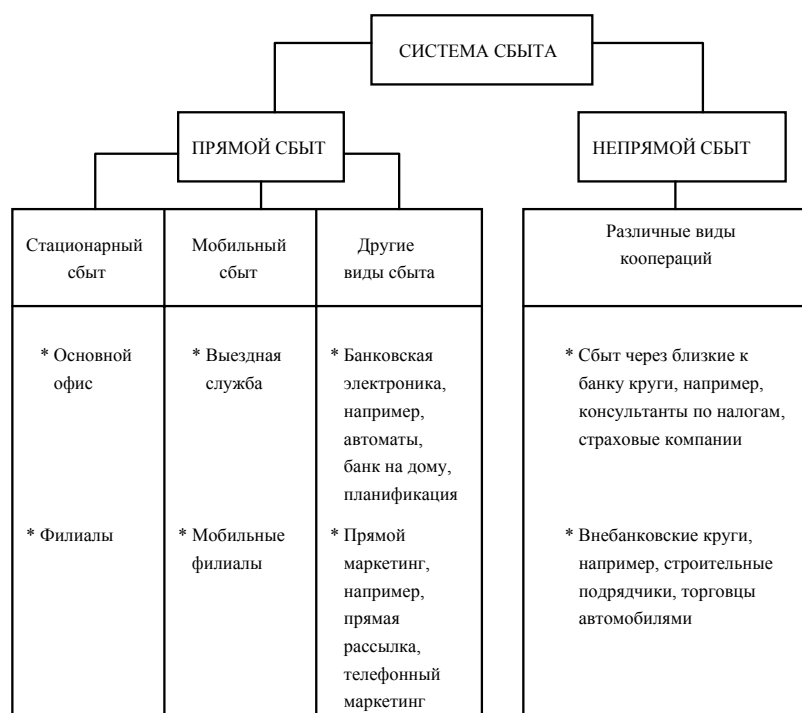 СИСТЕМА СБЫТА
ПРЯМОЙ СБЫТ
НЕПРЯМОЙ СБЫТ
Стационарный
сбыт
Мобильный
сбыт
Другие
виды сбыта
Различные виды
коопераций
* Основной
офис
* Выездная
служба
* Банковская
электроника,
например,
автоматы,
банк на дому,
планификация
* Сбыт через близкие к
банку круги, например,
консультанты по налогам,
страховые компании
* Филиалы
* Мобильные
филиалы
* Прямой
маркетинг,
например,
прямая
рассылка,
телефонный
маркетинг
* Внебанковские круги,
например, строительные
подрядчики, торговцы
автомобилями